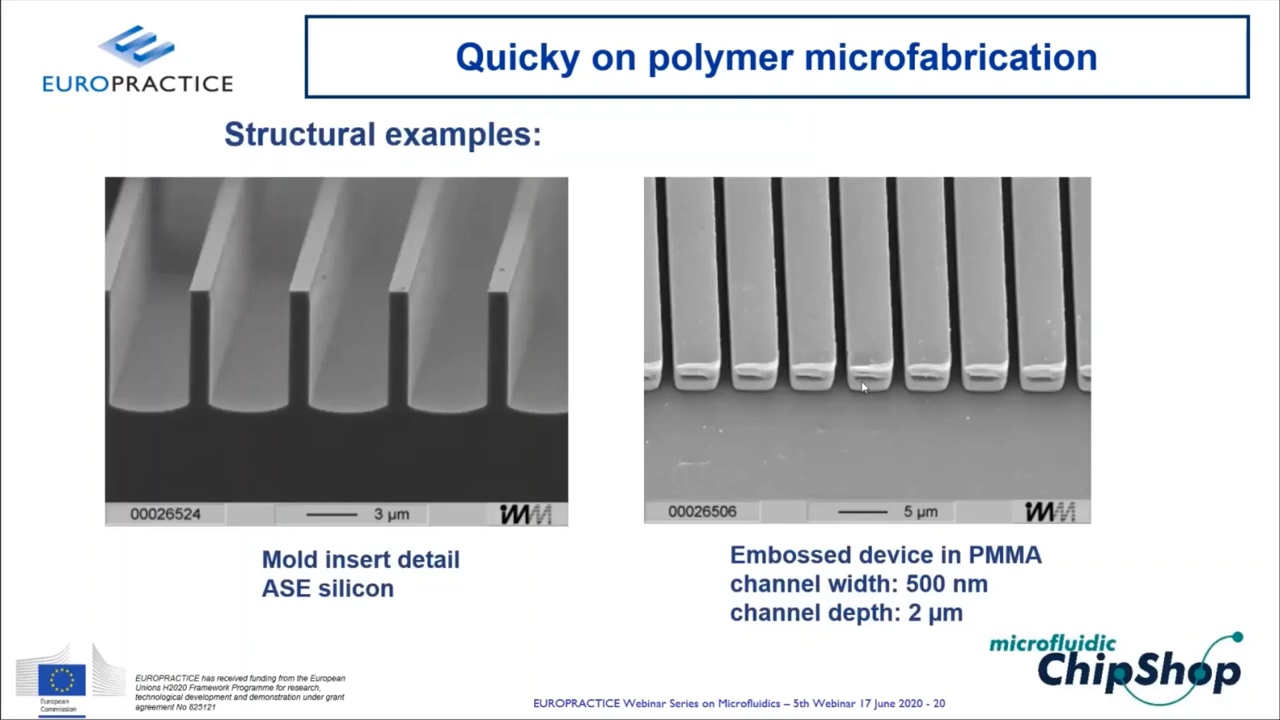 EUROPRACTICE
Quicky on polymer microfabrication
Structural examples:
00026524
3 µm
IMM
00026506
5 µm
IMM
Mold insert detail
ASE silicon
Embossed device in PMMA
channel width: 500 nm
channel depth: 2 µm
microfluidic
ChipShop
European
Commission
EUROPRACTICE has received funding from the European
Unions H2020 Framework Programme for research,
technological development and demonstration under grant
agreement No 825121
EUROPRACTICE Webinar Series on Microfluidics – 5th Webinar 17 June 2020 - 20